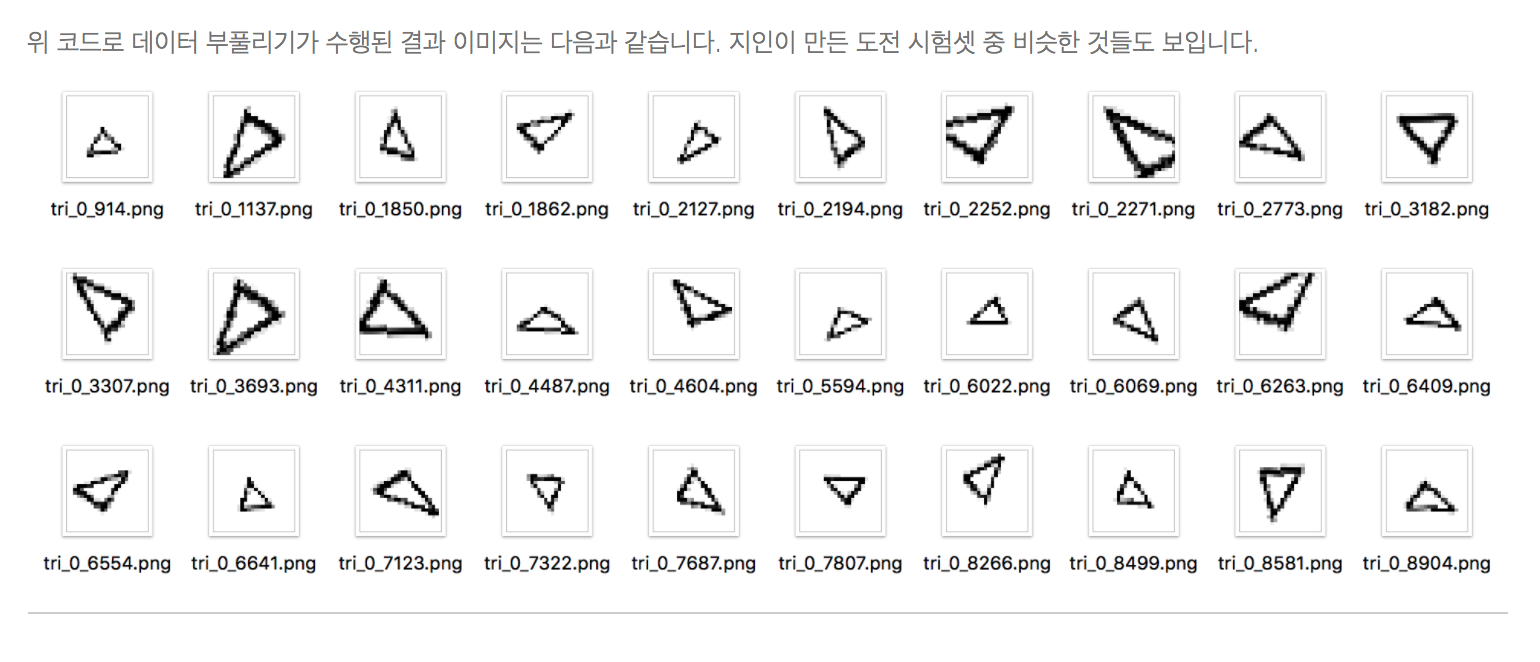 위 코드로 데이터 부풀리기가 수행된 결과 이미지는 다음과 같습니다. 지인이 만든 도전 시험셋 중 비슷한 것들도 보입니다.
tri_0_914.png tri_0_1137.png tri_0_1850.png tri_0_1862.png tri_0_2127.png tri_0_2194.png tri_0_2252.png tri_0_2271.png tri_0_2773.png tri_0_3182.png
tri_0_3307.png tri_0_3693.png tri_0_4311.png tri_0_4487.png tri_0_4604.png tri_0_5594.png tri_0_6022.png tri_0_6069.png tri_0_6263.png tri_0_6409.png
tri_0_6554.png tri_0_6641.png tri_0_7123.png tri_0_7322.png tri_0_7687.png tri_0_7807.png tri_0_8266.png tri_0_8499.png tri_0_8581.png tri_0_8904.png